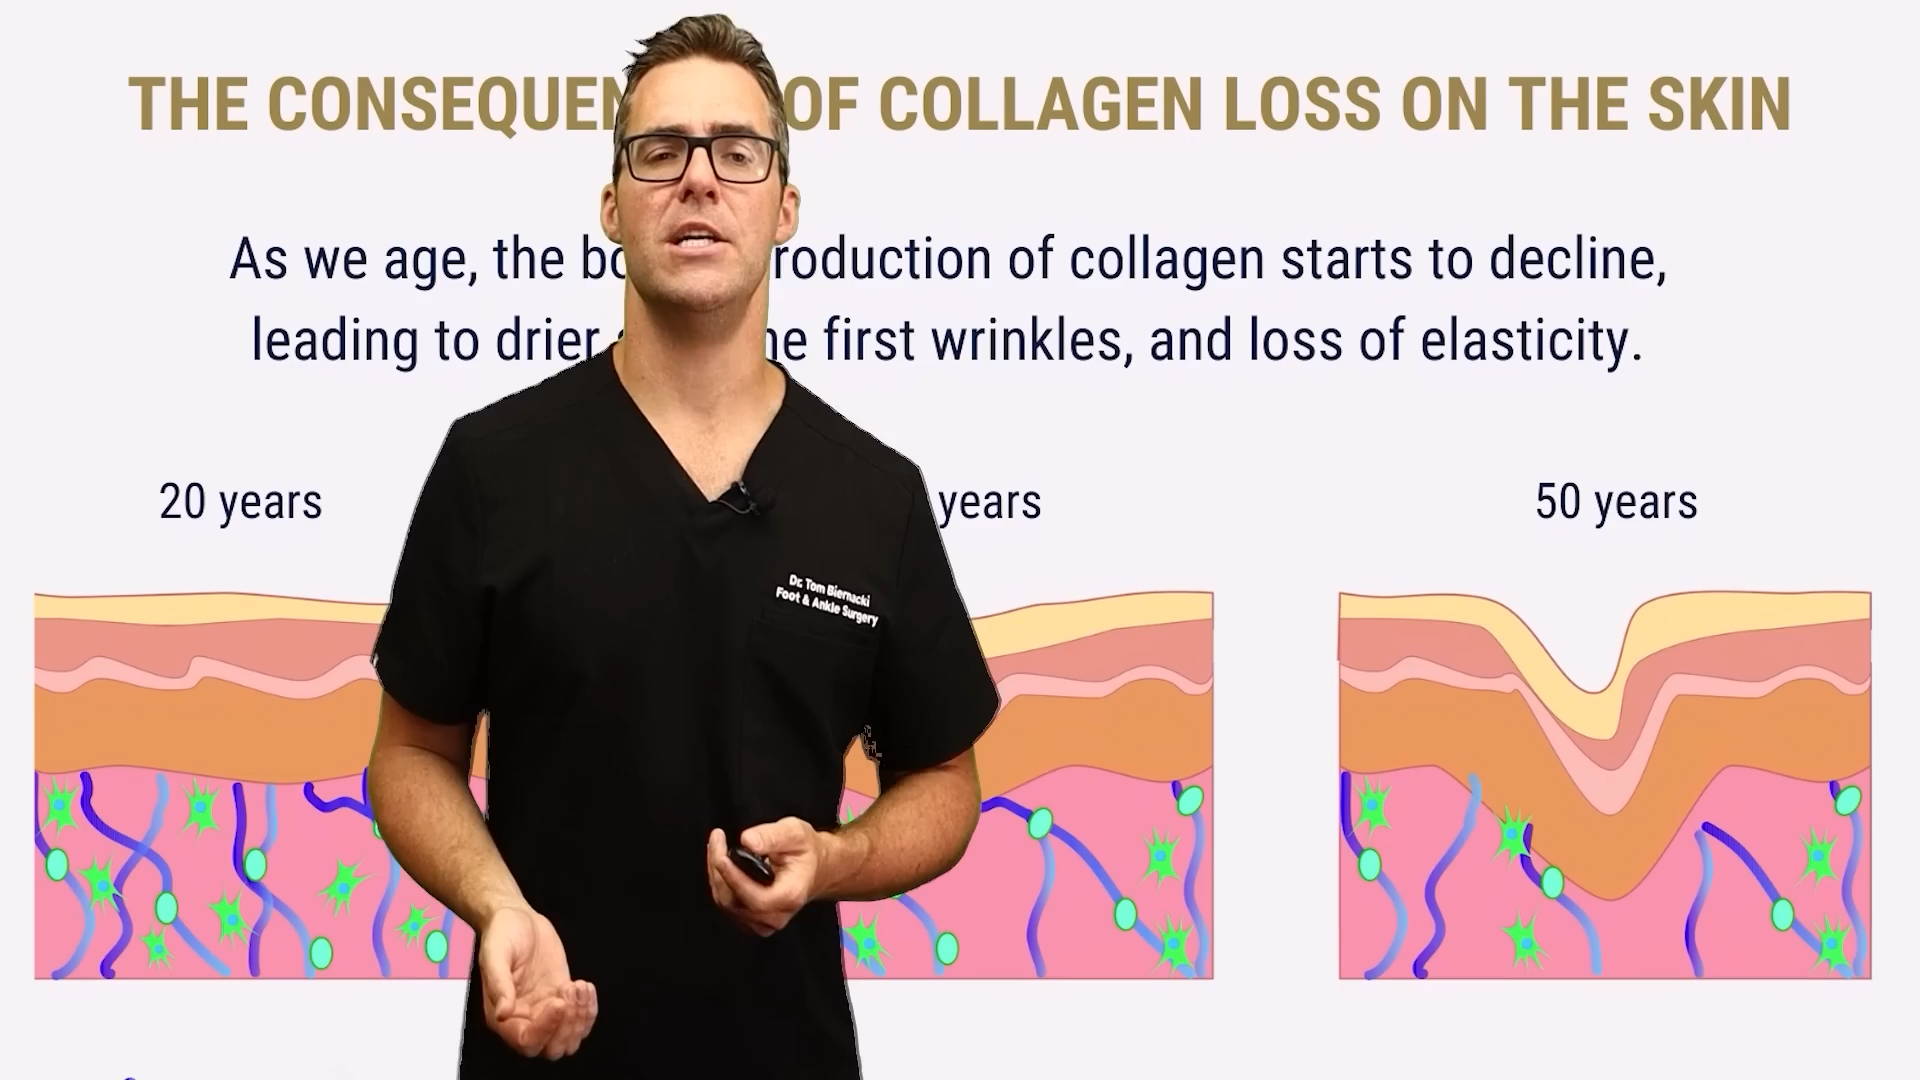 THE CONSEQUEN OF COLLAGEN LOSS ON THE SKIN
As we age, the bo roduction of collagen starts to decline,
leading to drier he first wrinkles, and loss of elasticity.
20 years
years
50 years
Dr. Tom Biernacki
Foot & Ankle Surgery